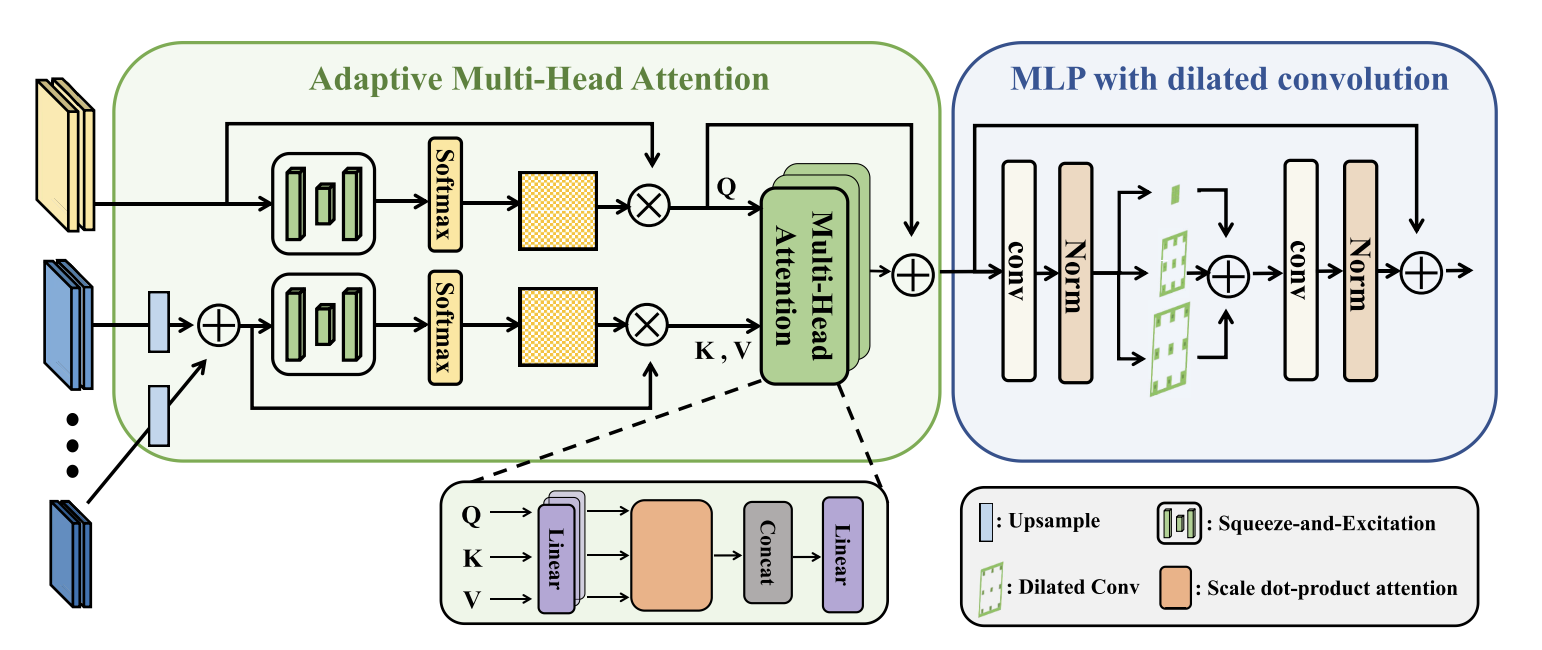 Adaptive Multi-Head Attention
MLP with dilated convolution
Softmax
Q
Multi-Head
Attention
Softmax
K , V
conv
Norm
conv
Norm
Q
K
V
Linear
Concat
Linear
: Upsample
: Squeeze-and-Excitation
: Dilated Conv
: Scale dot-product attention